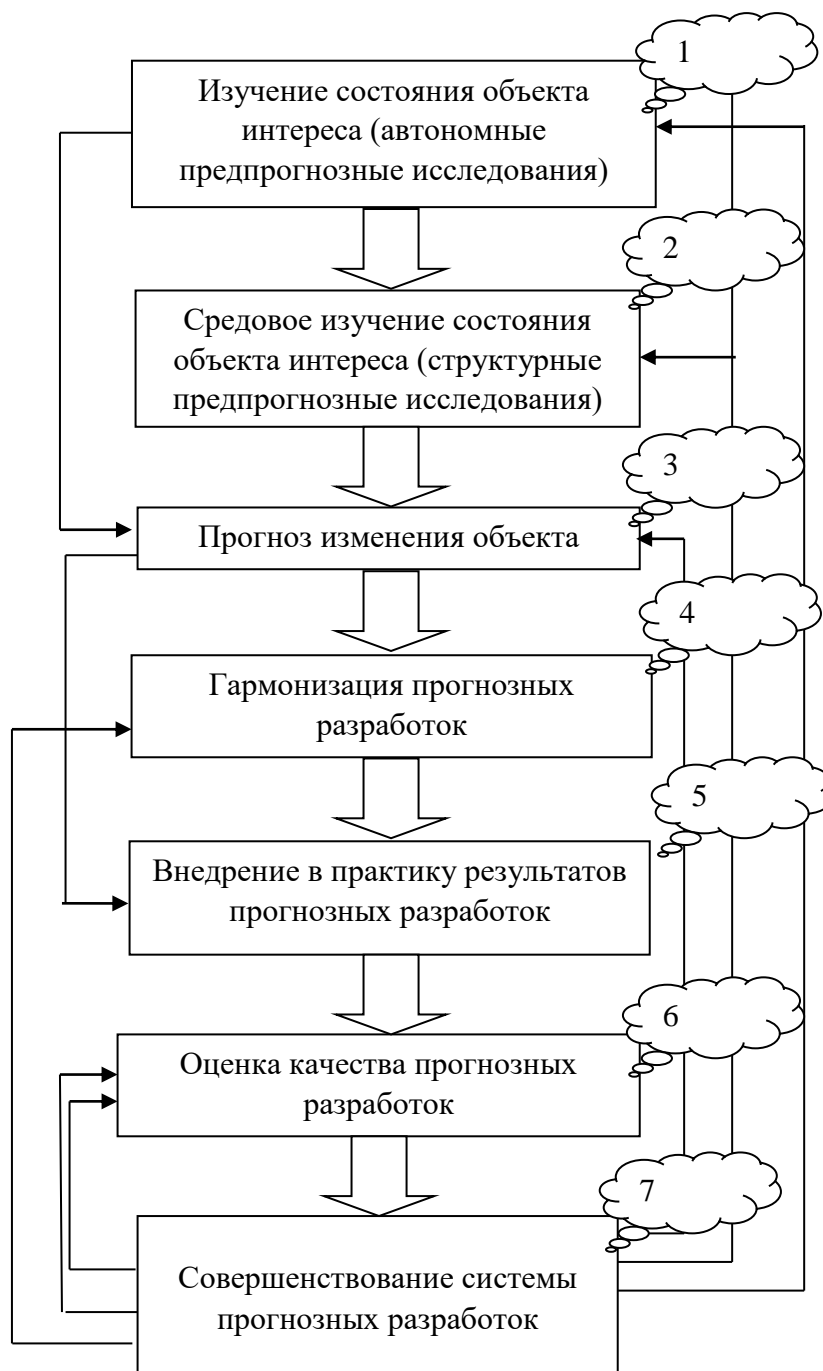 1
Изучение состояния объекта
интереса (автономные
предпрогнозные исследования)
2
Средовое изучение состояния
объекта интереса (структурные
предпрогнозные исследования)
3
Прогноз изменения объекта
4
Гармонизация прогнозных
разработок
5
Внедрение в практику результатов
прогнозных разработок
6
Оценка качества прогнозных
разработок
7
Совершенствование системы
прогнозных разработок